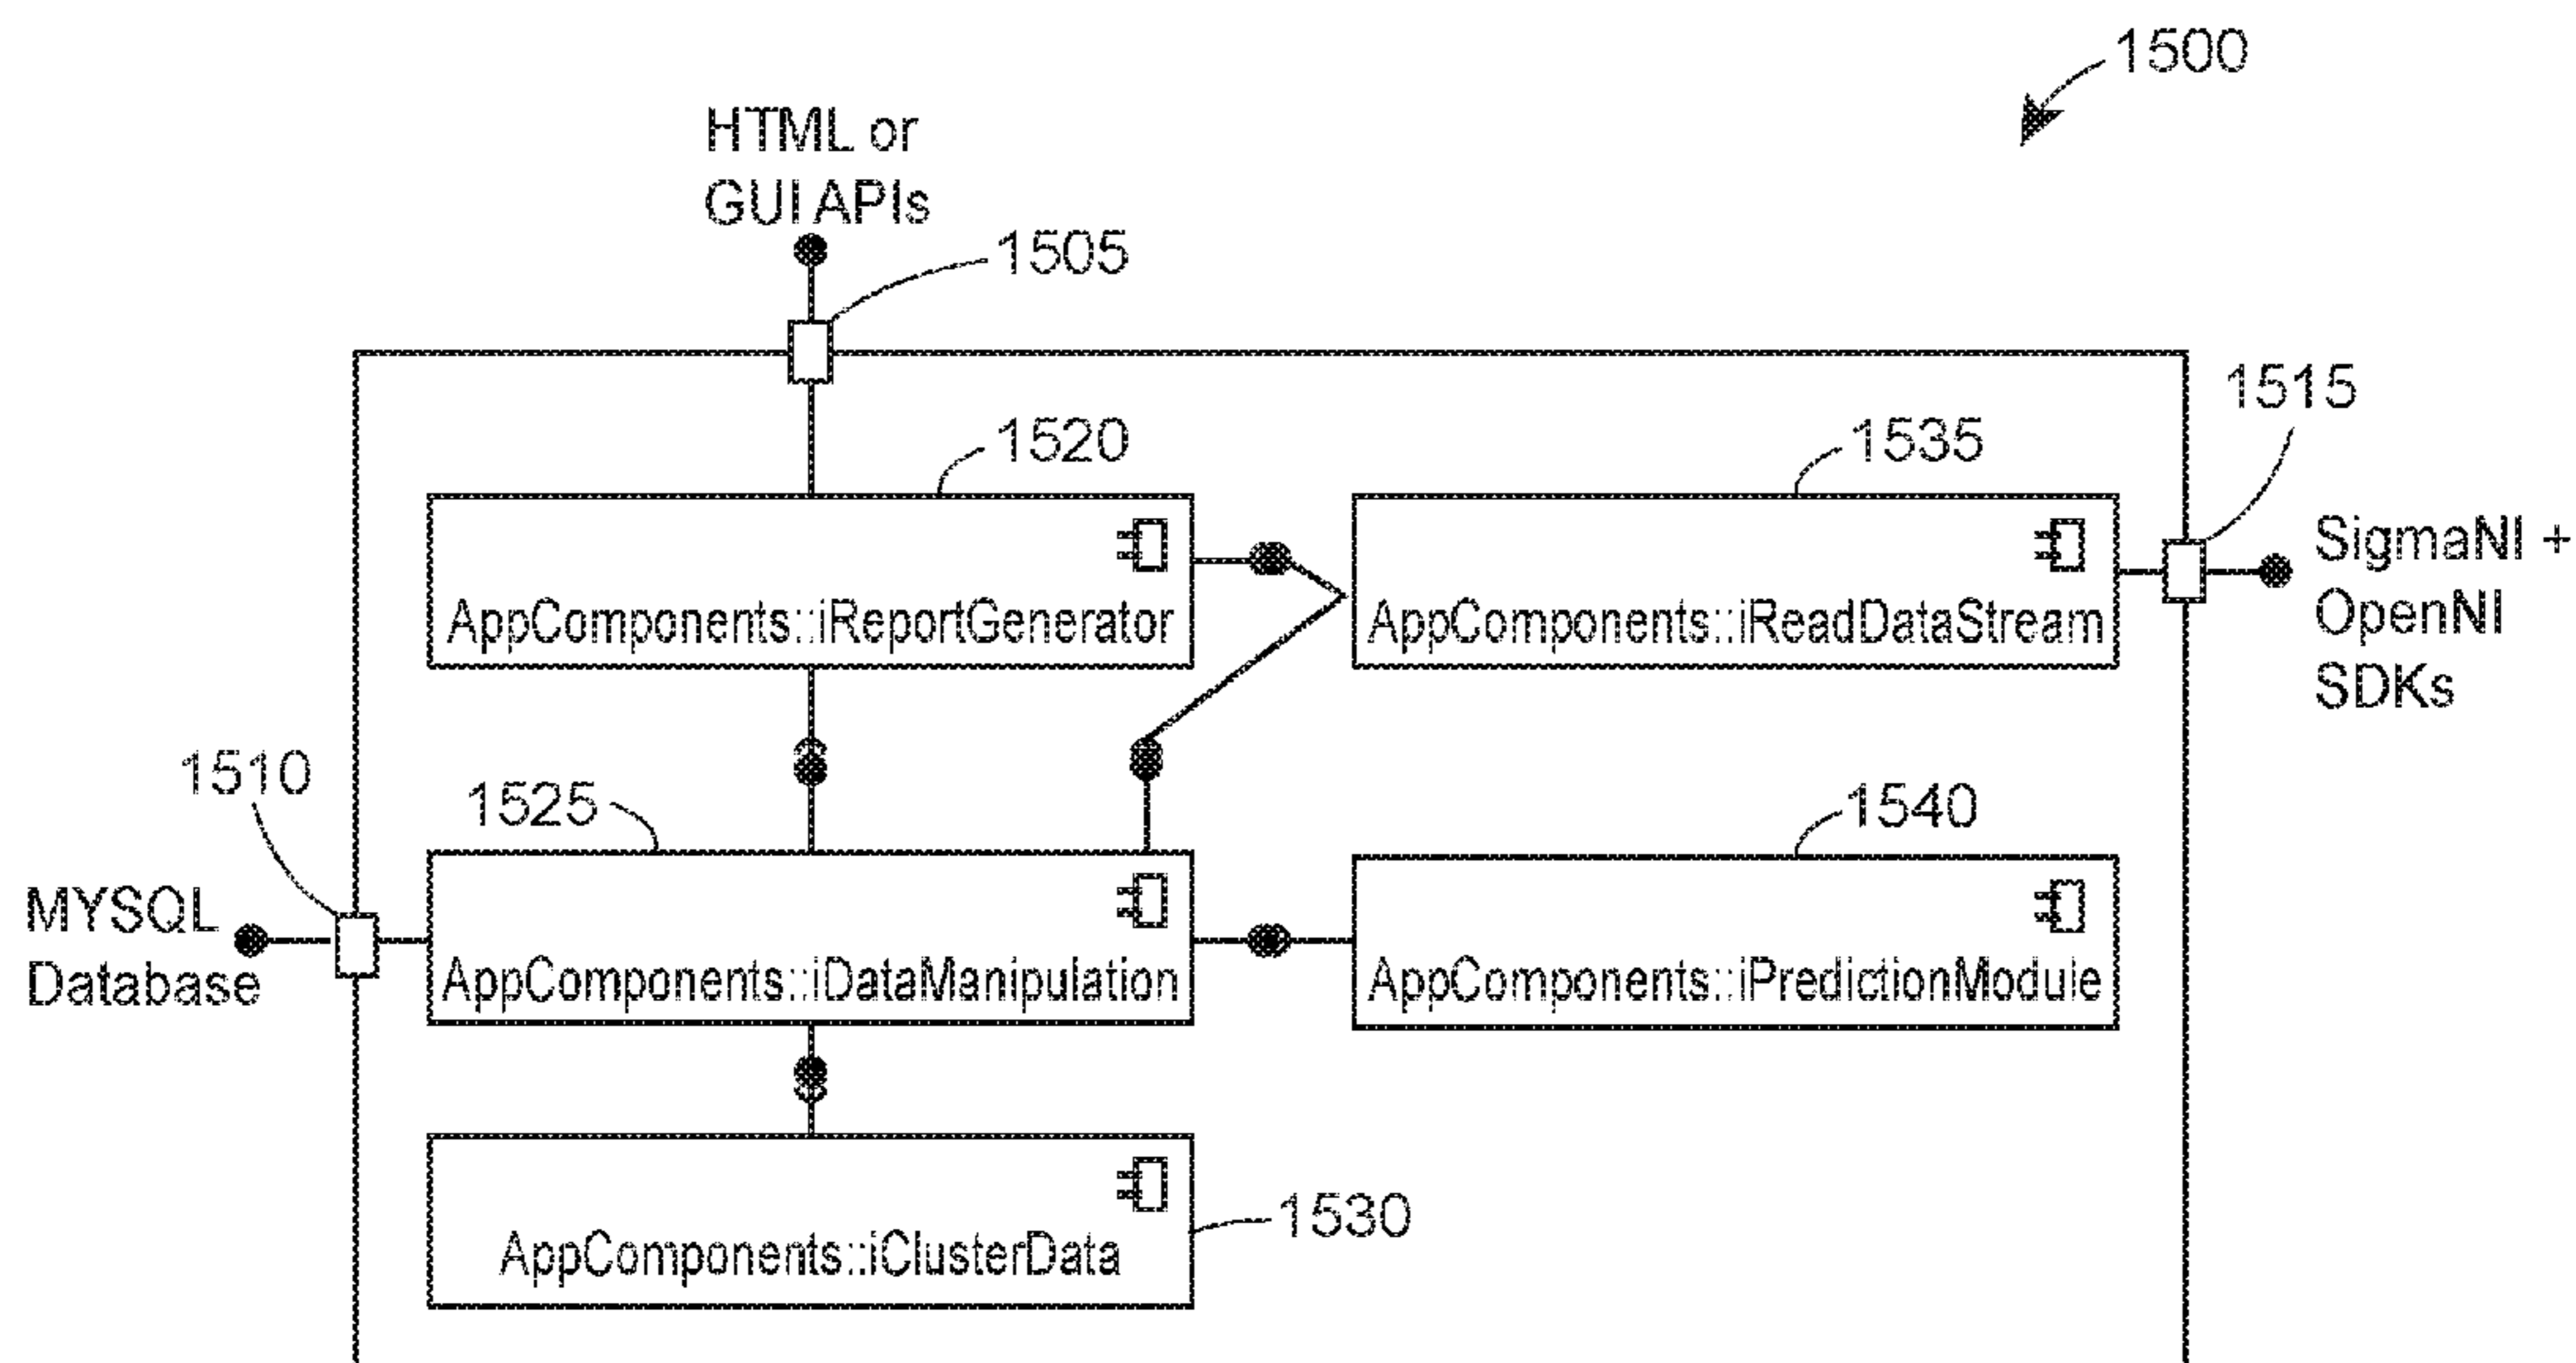 1500
HTML or
GUI APIs
1505
1515
1520
1535
SigmaNI +
OpenNI
SDKs
AppComponents::iReportGenerator
AppComponents::iReadDataStream
1510
1525
1540
MYSQL
Database
AppComponents::iDataManipulation
AppComponents::iPredictionModule
1530
AppComponents::iClusterData